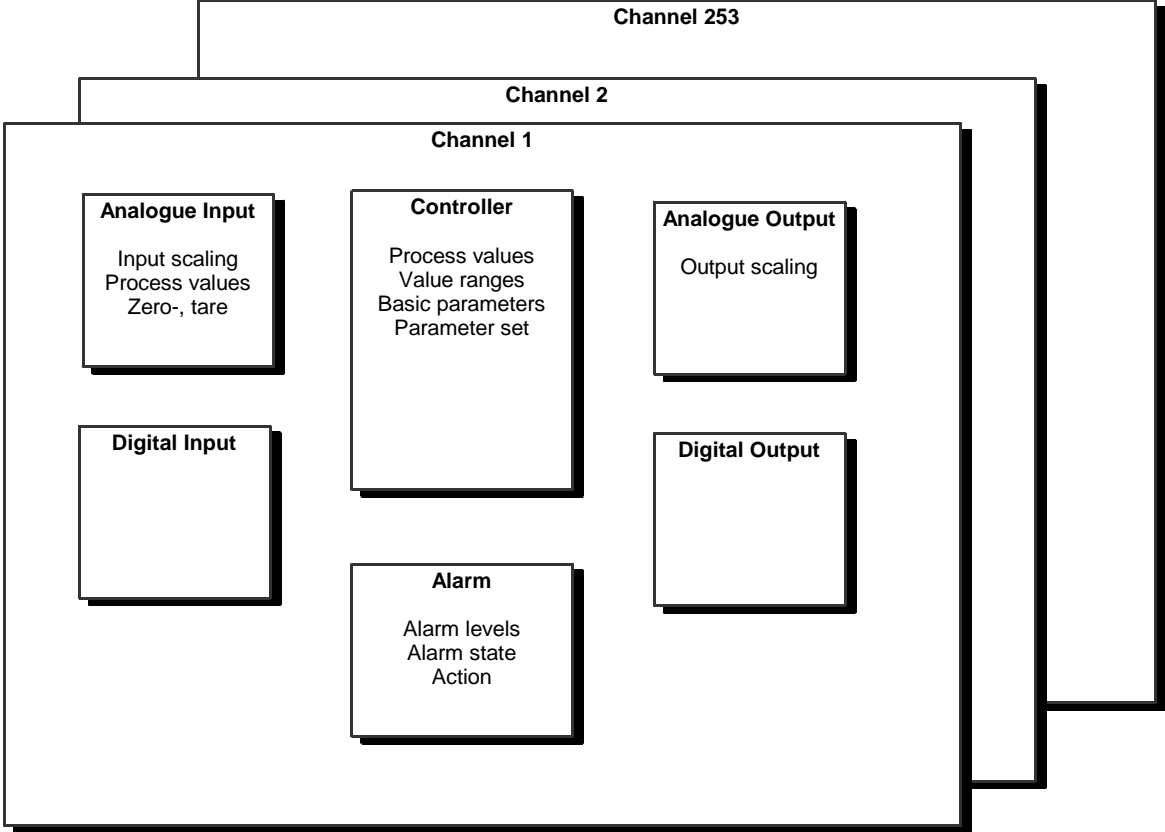 Channel 253
Channel 2
Channel 1
Analogue Input
Input scaling
Process values
Zero-, tare
Controller
Process values
Value ranges
Basic parameters
Parameter set
Analogue Output
Output scaling
Digital Input
Digital Output
Alarm
Alarm levels
Alarm state
Action